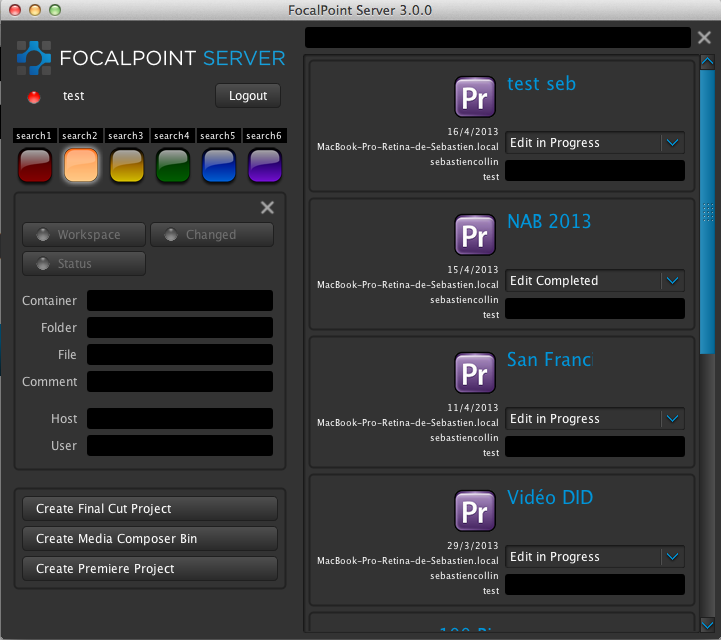 FocalPoint Server 3.0.0
FOCALPOINT SERVER
test
Logout
search1 search2 search3 search4 search5 search6
Workspace
Changed
Status
Container
Folder
File
Comment
Host
User
Create Final Cut Project
Create Media Composer Bin
Create Premiere Project
Pr
test seb
16/4/2013
MacBook-Pro-Retina-de-Sebastien.local
sebastiencollin
test
Edit in Progress
Pr
NAB 2013
15/4/2013
MacBook-Pro-Retina-de-Sebastien.local
sebastiencollin
test
Edit Completed
Pr
San Franci
11/4/2013
MacBook-Pro-Retina-de-Sebastien.local
sebastiencollin
test
Edit in Progress
Pr
Vidéo DID
29/3/2013
MacBook-Pro-Retina-de-Sebastien.local
sebastiencollin
test
Edit in Progress